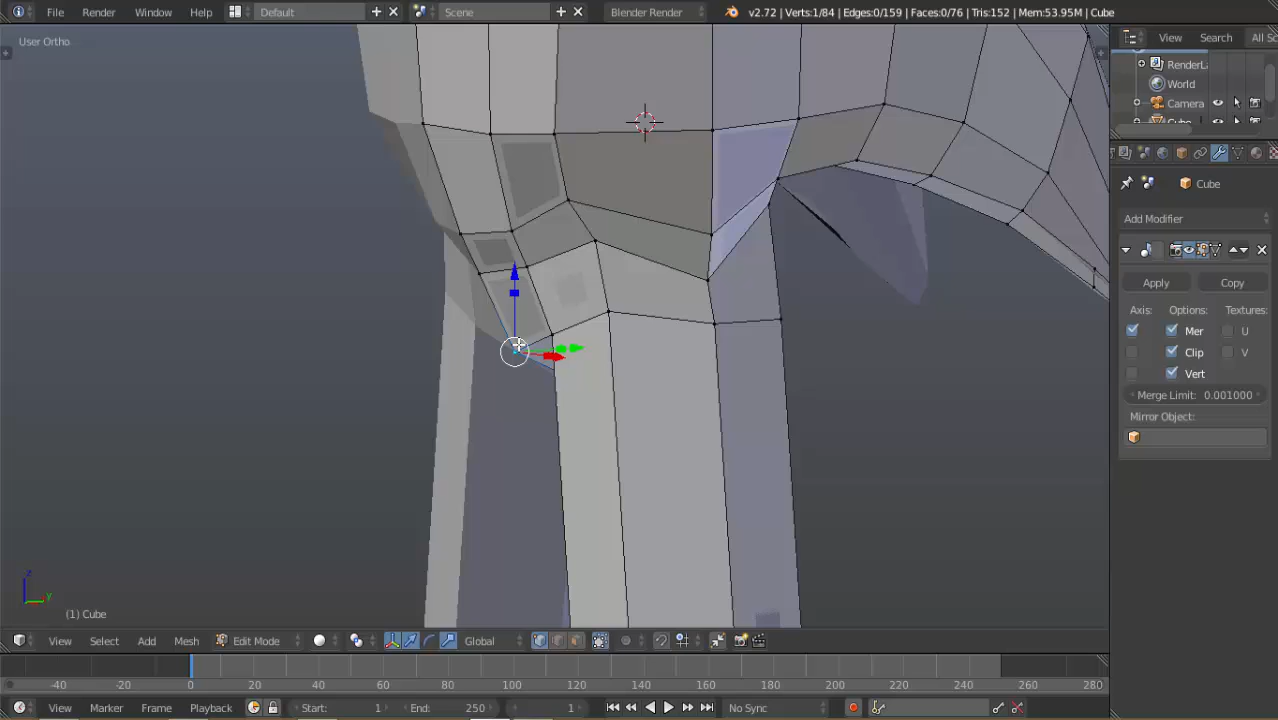 File Render Window Help Default Scene Blender Render v2.72 | Verts:1/84 | Edges:0/159 | Faces:0/76 | Tris:152 | Mem:53.95M | Cube
User Ortho
View Search All Sc
RenderLa
World
Camera
Cube
Cube
Add Modifier
Apply Copy
Axis: Options: Textures:
Mer U
Clip V
Vert
Merge Limit: 0.001000
Mirror Object:
z
y
(1) Cube
View Select Add Mesh Edit Mode Global
-40 -20 0 20 40 60 80 100 120 140 160 180 200 220 240 260 280
View Marker Frame Playback Start: 1 End: 250 1 No Sync